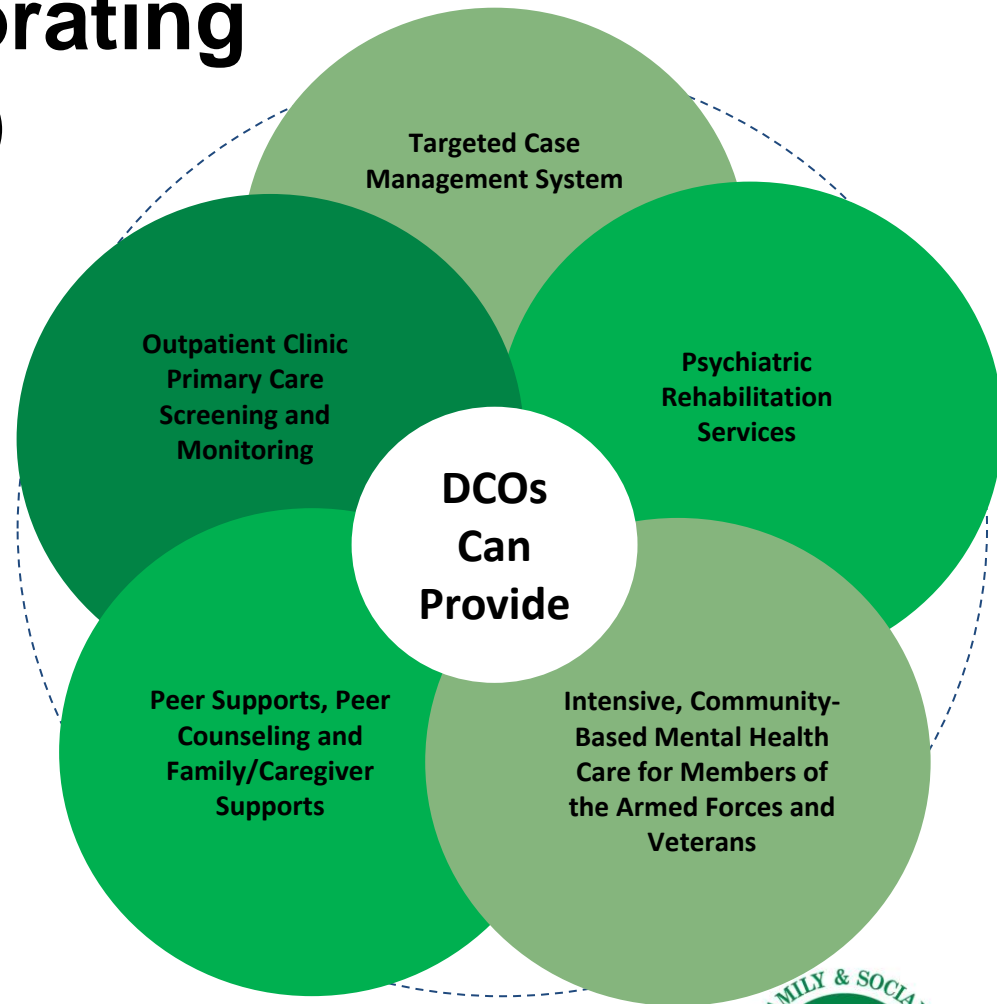 orating
)
Targeted Case
Management System
Outpatient Clinic
Primary Care
Screening and
Monitoring
Psychiatric
Rehabilitation
Services
DCOs
Can
Provide
Peer Supports, Peer
Counseling and
Family/Caregiver
Supports
Intensive, Community-
Based Mental Health
Care for Members of
the Armed Forces and
Veterans
MILY & SOCIA